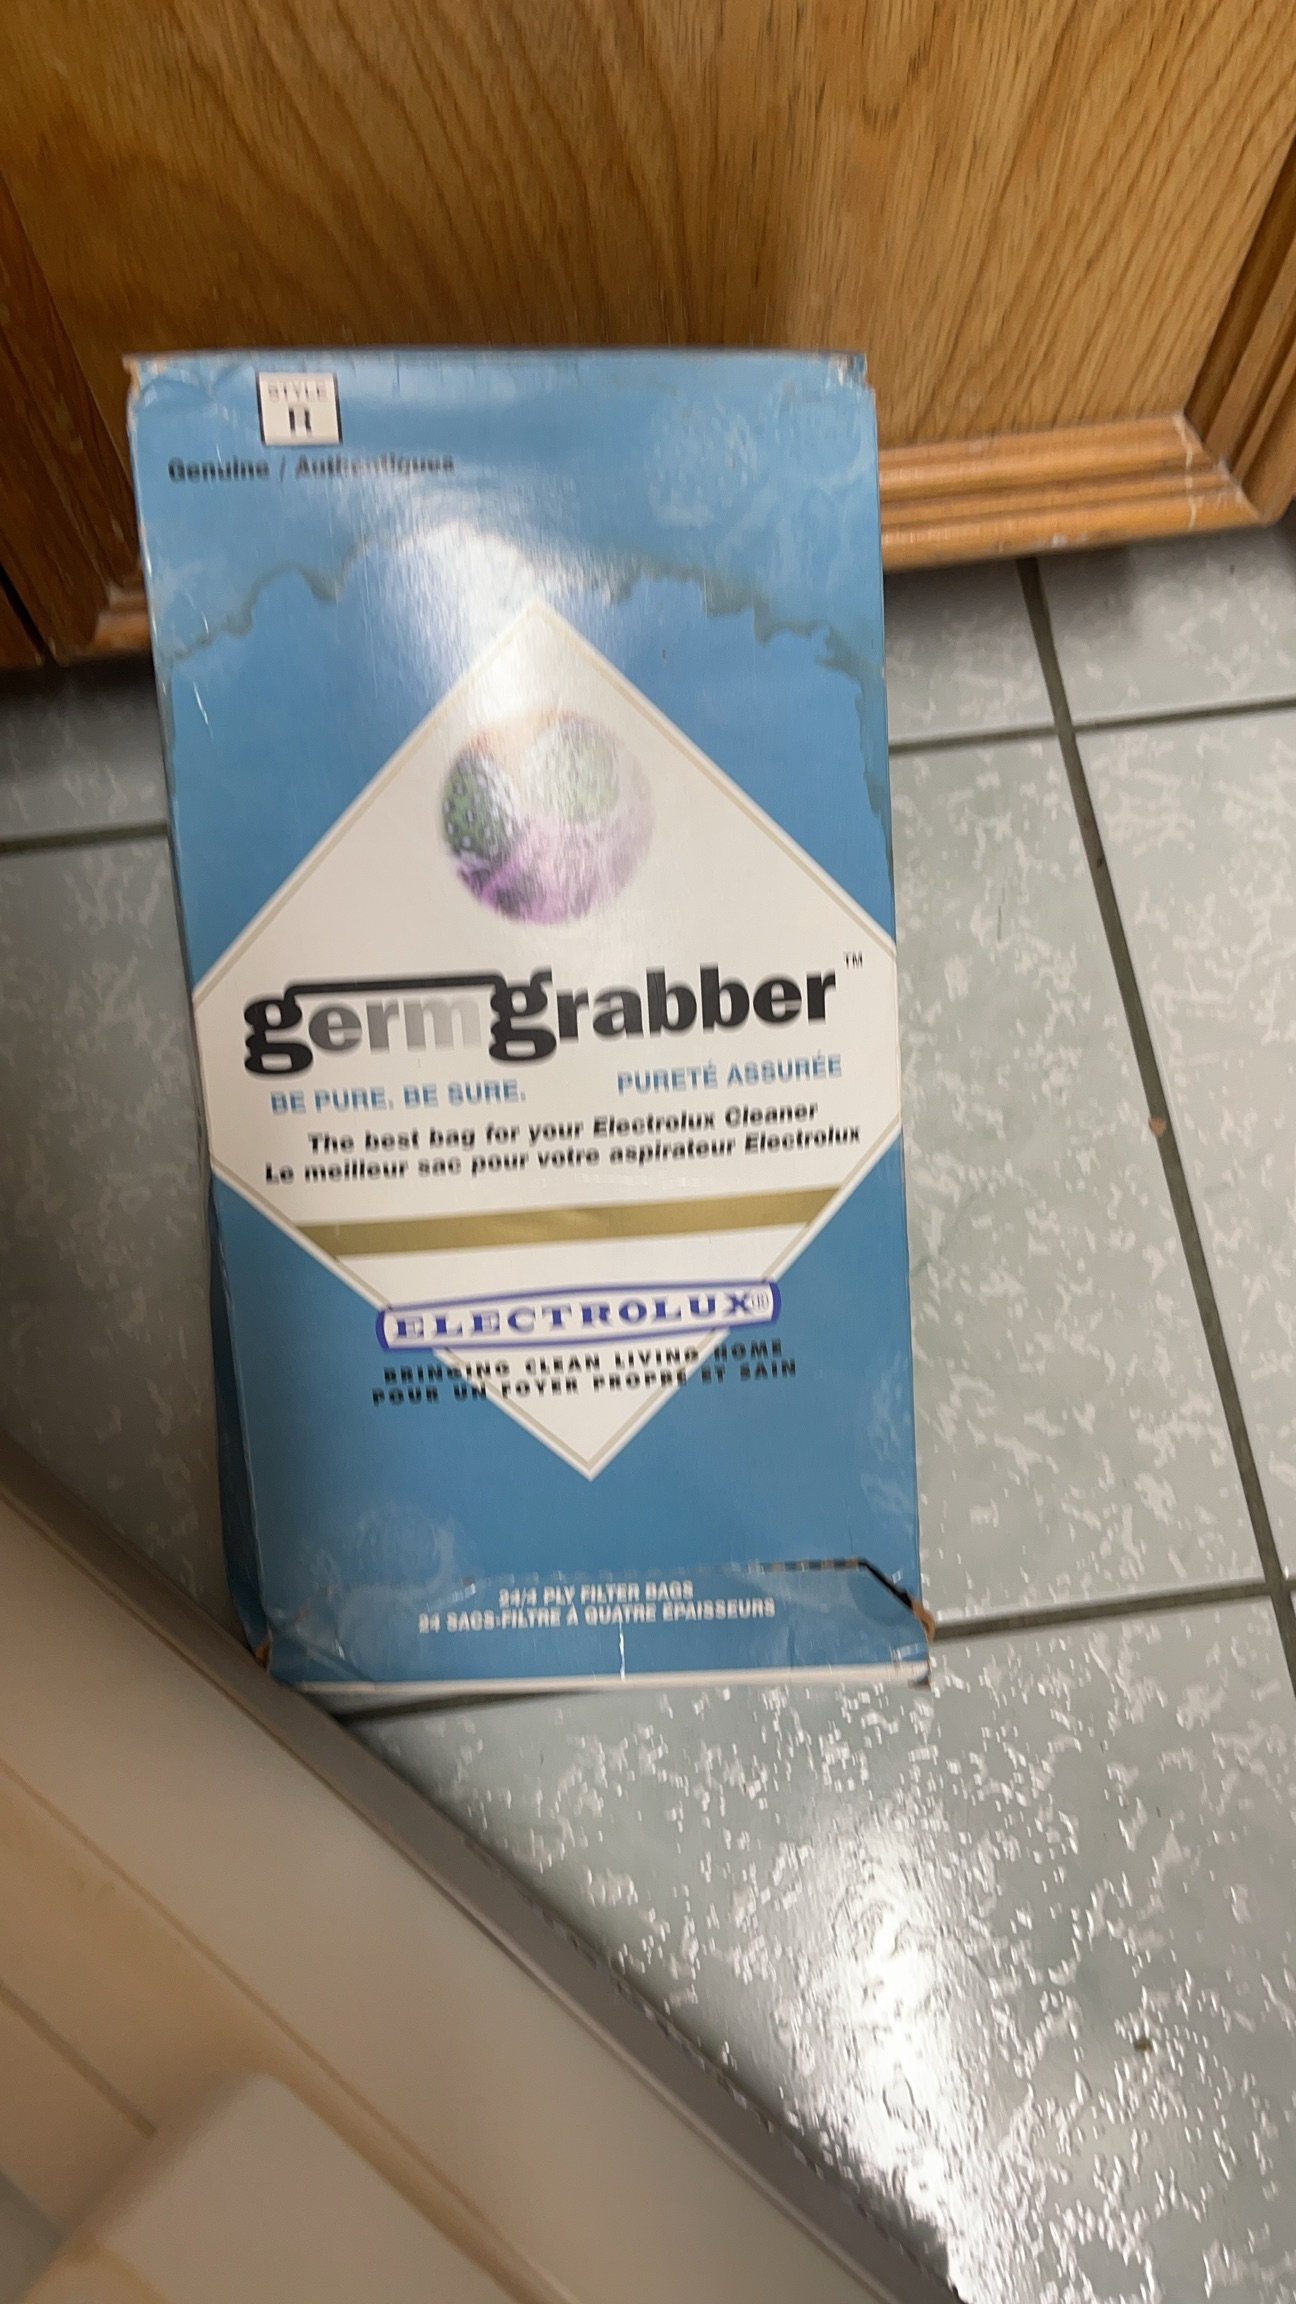 STYLE
R
Genuine / Authentiques
germgrabber™
BE PURE. BE SURE. PURETÉ ASSURÉE
The best bag for your Electrolux Cleaner
Le meilleur sac pour votre aspirateur Electrolux
ELECTROLUX®
BRINGING CLEAN LIVING HOME
POUR UN FOYER PROPRE ET SAIN
24/4 PLY FILTER BAGS
24 SACS-FILTRE À QUATRE ÉPAISSEURS